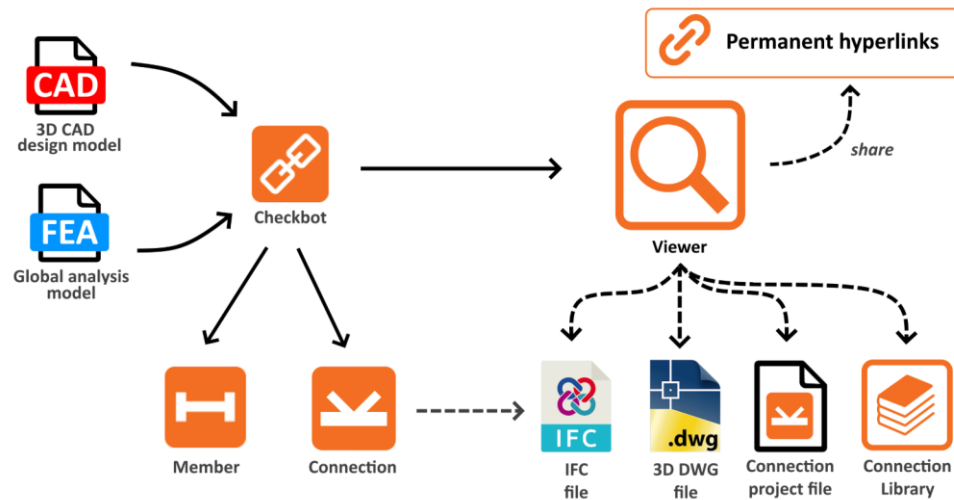 Permanent hyperlinks
CAD
3D CAD
design model
share
Checkbot
FEA
Global analysis
model
Viewer
Member
Connection
IFC
IFC
file
.dwg
3D DWG
file
Connection
project file
Connection
Library